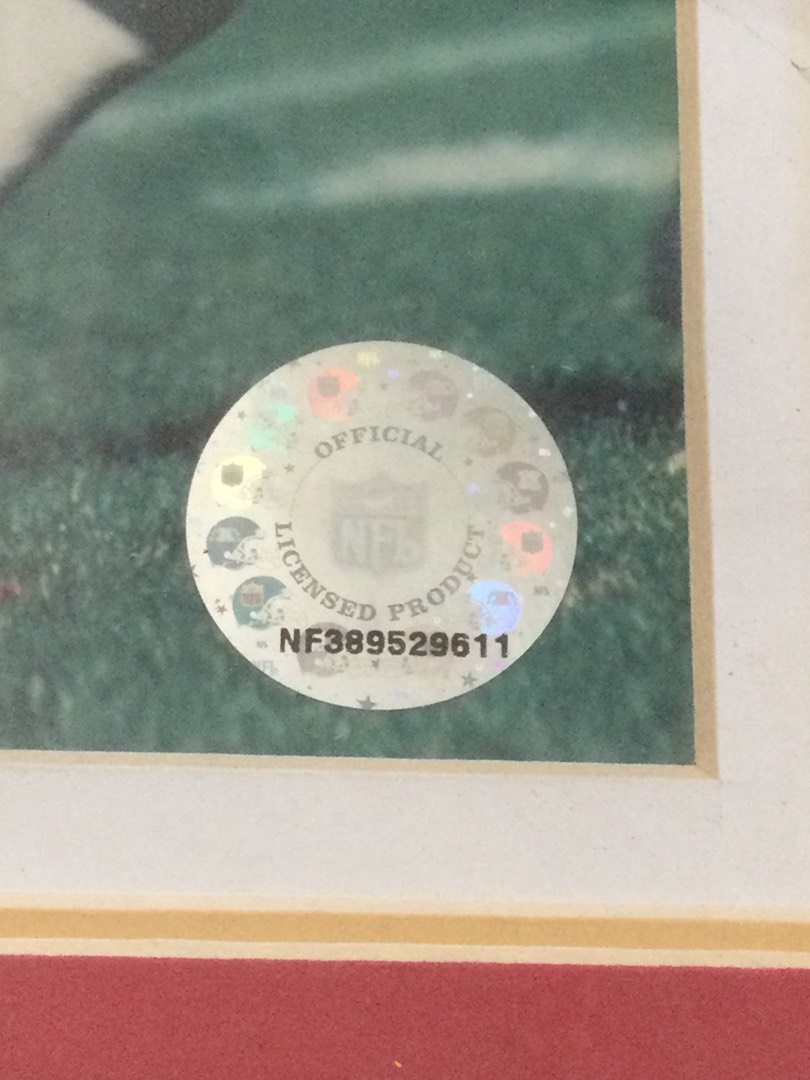 OFFICIAL
NFL
LICENSED PRODUCT
NF389529611